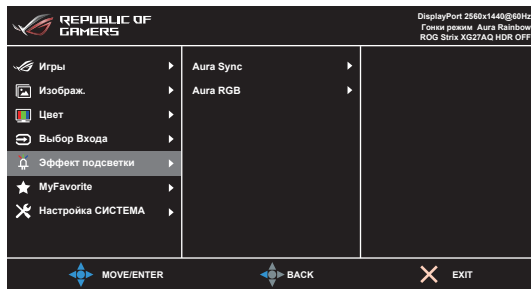 REPUBLIC OF
GAMERS
DisplayPort 2560x1440@60Hz
Гонки режим Aura Rainbow
ROG Strix XG27AQ HDR OFF
Игры
Изображ.
Цвет
Выбор Входа
Эффект подсветки
MyFavorite
Настройка СИСТЕМА
Aura Sync
Aura RGB
MOVE/ENTER
BACK
EXIT